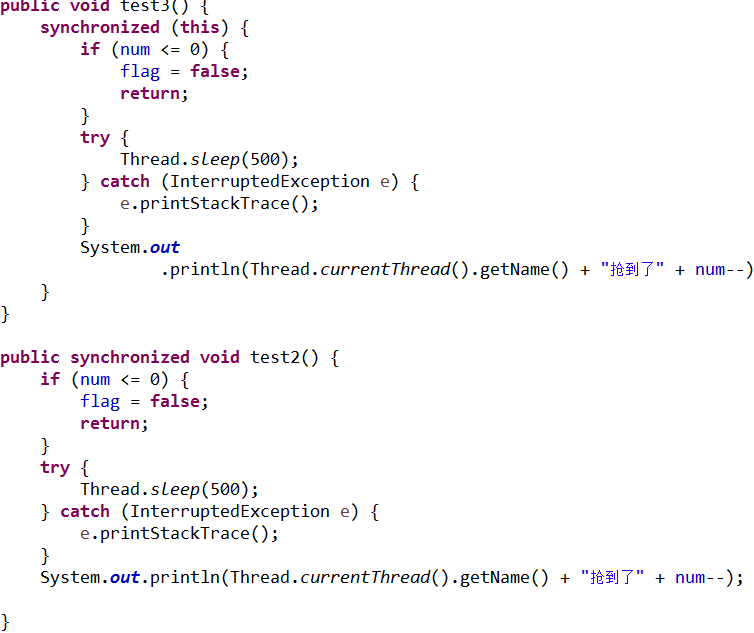 public void test3() {
synchronized (this) {
if (num <= 0) {
flag = false;
return;
}
try {
Thread.sleep(500);
} catch (InterruptedException e) {
e.printStackTrace();
}
System.out
.println(Thread.currentThread().getName() + "抢到了" + num--)
}
}
public synchronized void test2() {
if (num <= 0) {
flag = false;
return;
}
try {
Thread.sleep(500);
} catch (InterruptedException e) {
e.printStackTrace();
}
System.out.println(Thread.currentThread().getName() + "抢到了" + num--);
}